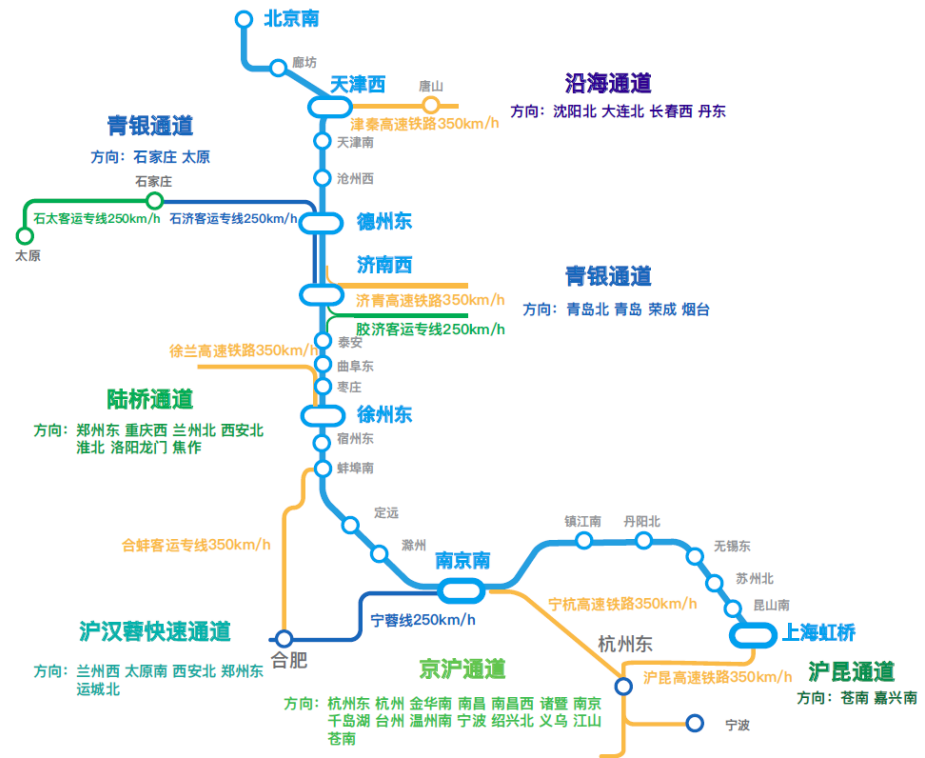 北京南
廊坊
天津西
唐山
沿海通道
方向：沈阳北 大连北 长春西 丹东
津秦高速铁路350km/h
青银通道
方向：石家庄 太原
天津南
石家庄
沧州西
石太客运专线250km/h
石济客运专线250km/h
德州东
太原
济南西
青银通道
济青高速铁路350km/h
方向：青岛北 青岛 荣成 烟台
胶济客运专线250km/h
泰安
徐兰高速铁路350km/h
曲阜东
枣庄
陆桥通道
徐州东
方向：郑州东 重庆西 兰州北 西安北
淮北 洛阳龙门 焦作
宿州东
蚌埠南
定远
镇江南
丹阳北
合蚌客运专线350km/h
滁州
无锡东
南京南
苏州北
宁杭高速铁路350km/h
昆山南
宁蓉线250km/h
沪汉蓉快速通道
上海虹桥
杭州东
合肥
京沪通道
沪昆高速铁路350km/h
沪昆通道
方向：兰州西 太原南 西安北 郑州东
运城北
方向：苍南 嘉兴南
方向：杭州东 杭州 金华南 南昌 南昌西 诸暨 南京
千岛湖 台州 温州南 宁波 绍兴北 义乌 江山
苍南
宁波